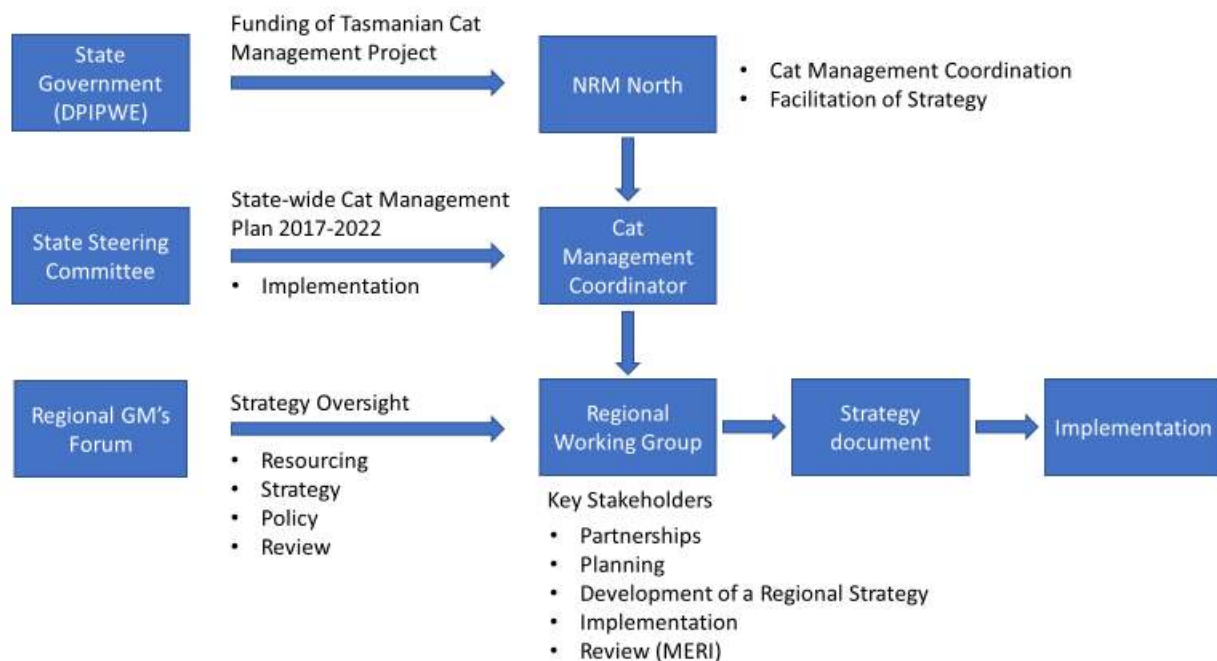 State
Government
(DPIPWE)
Funding of Tasmanian Cat
Management Project
NRM North
• Cat Management Coordination
• Facilitation of Strategy
State Steering
Committee
State-wide Cat Management
Plan 2017-2022
• Implementation
Cat
Management
Coordinator
Regional GM's
Forum
Strategy Oversight
• Resourcing
• Strategy
• Policy
• Review
Regional
Working Group
Key Stakeholders
• Partnerships
• Planning
• Development of a Regional Strategy
• Implementation
• Review (MERI)
Strategy
document
Implementation